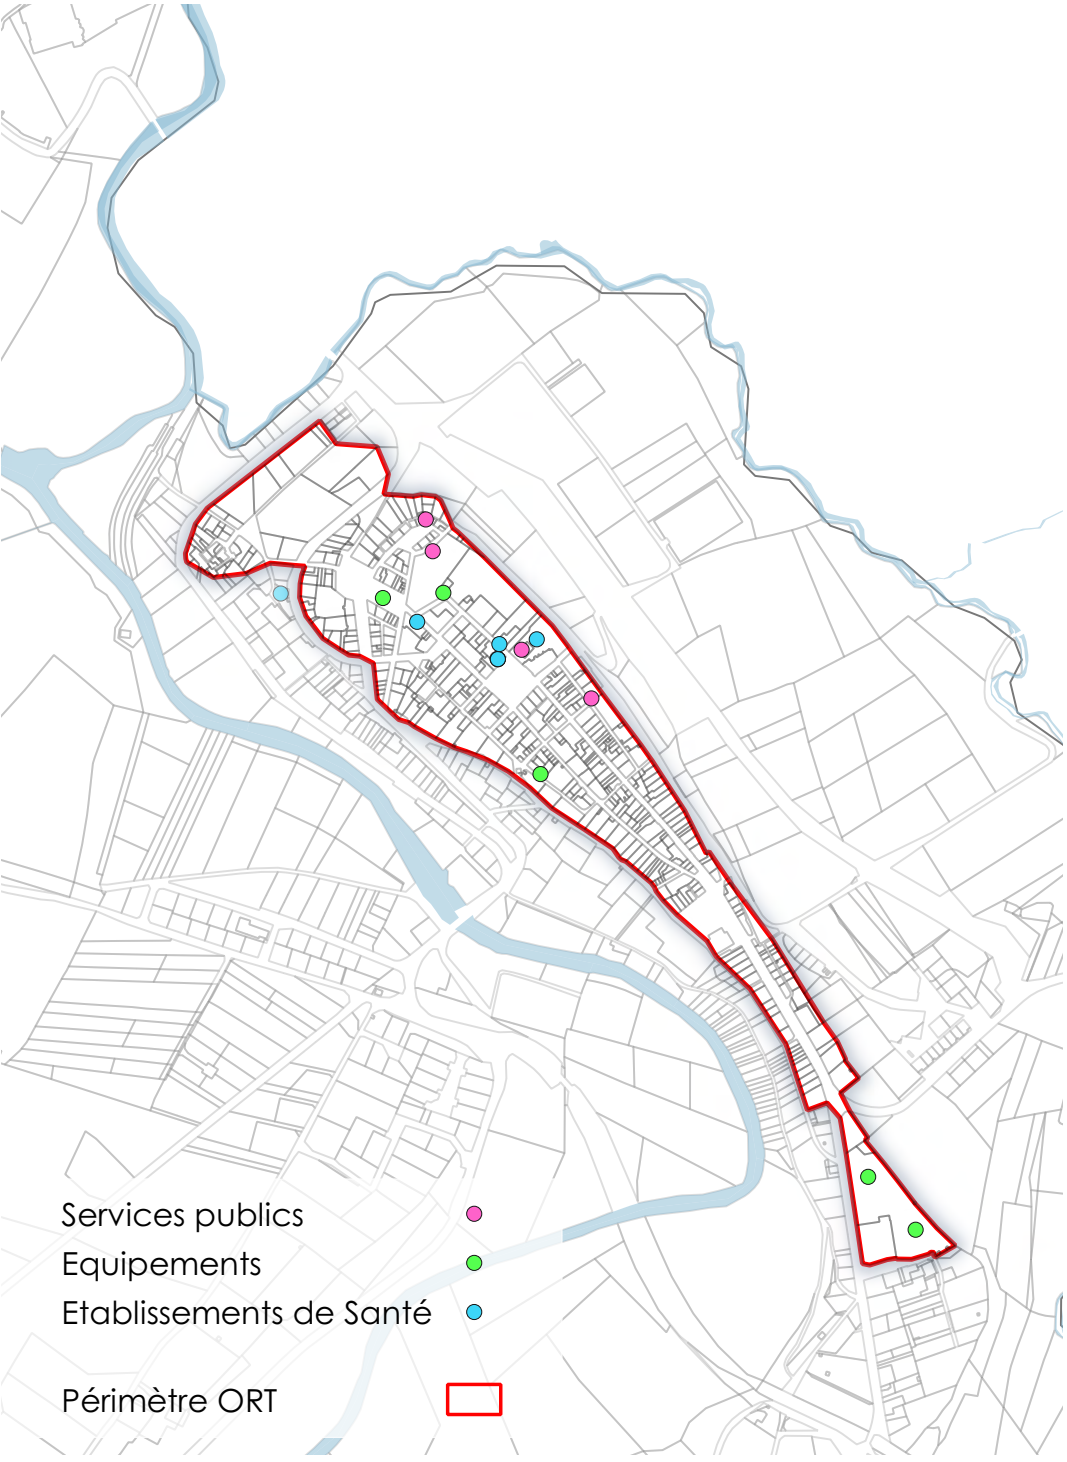 Services publics
Equipements
Etablissements de Santé
Périmètre ORT